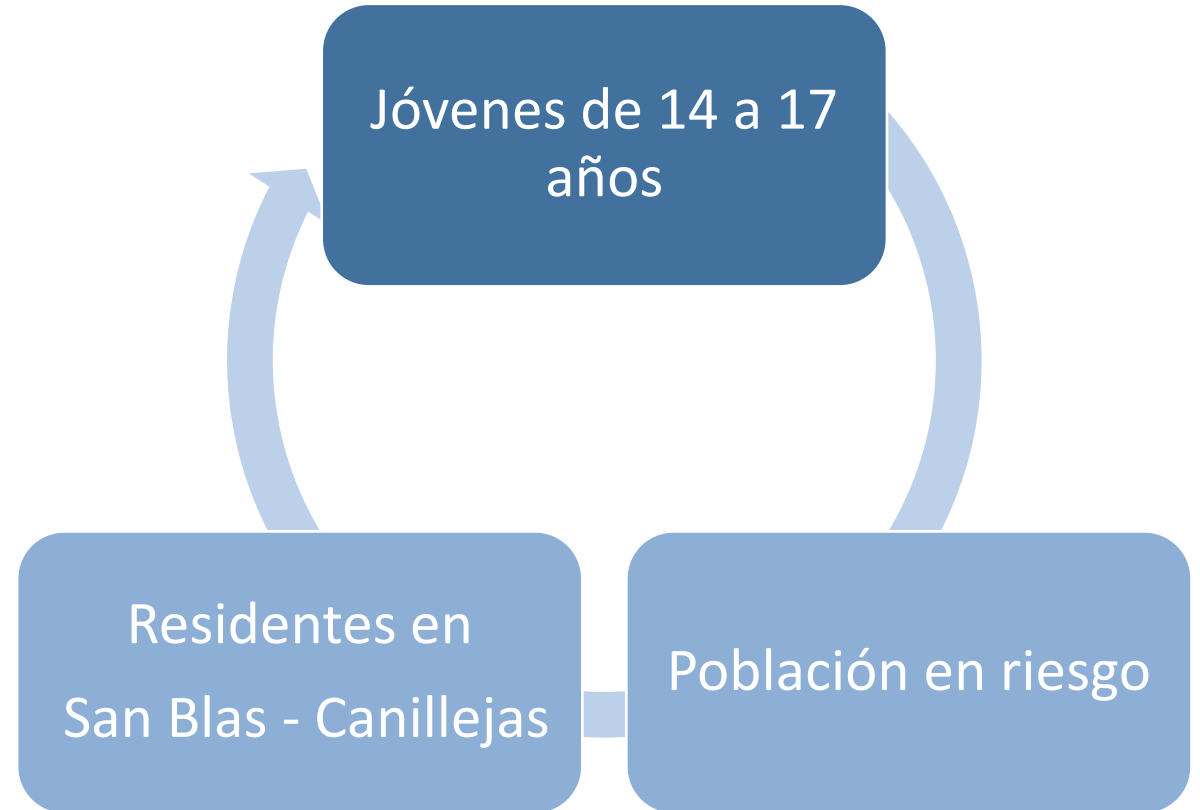 Jóvenes de 14 a 17
años
Residentes en
San Blas - Canillejas
Población en riesgo